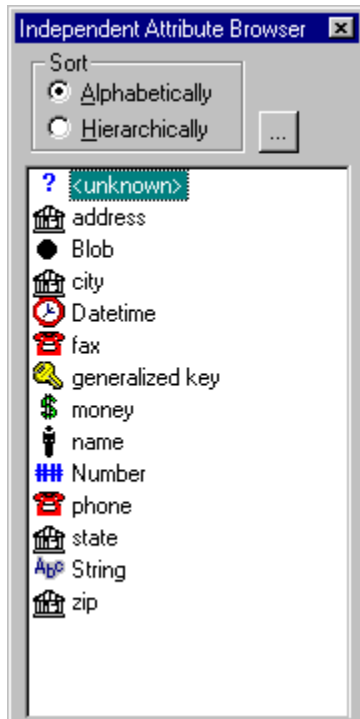 Independent Attribute Browser
Sort
Alphabetically
Hierarchically
...
? <unknown>
address
Blob
city
Datetime
fax
generalized key
$ money
name
## Number
phone
state
Abc String
zip